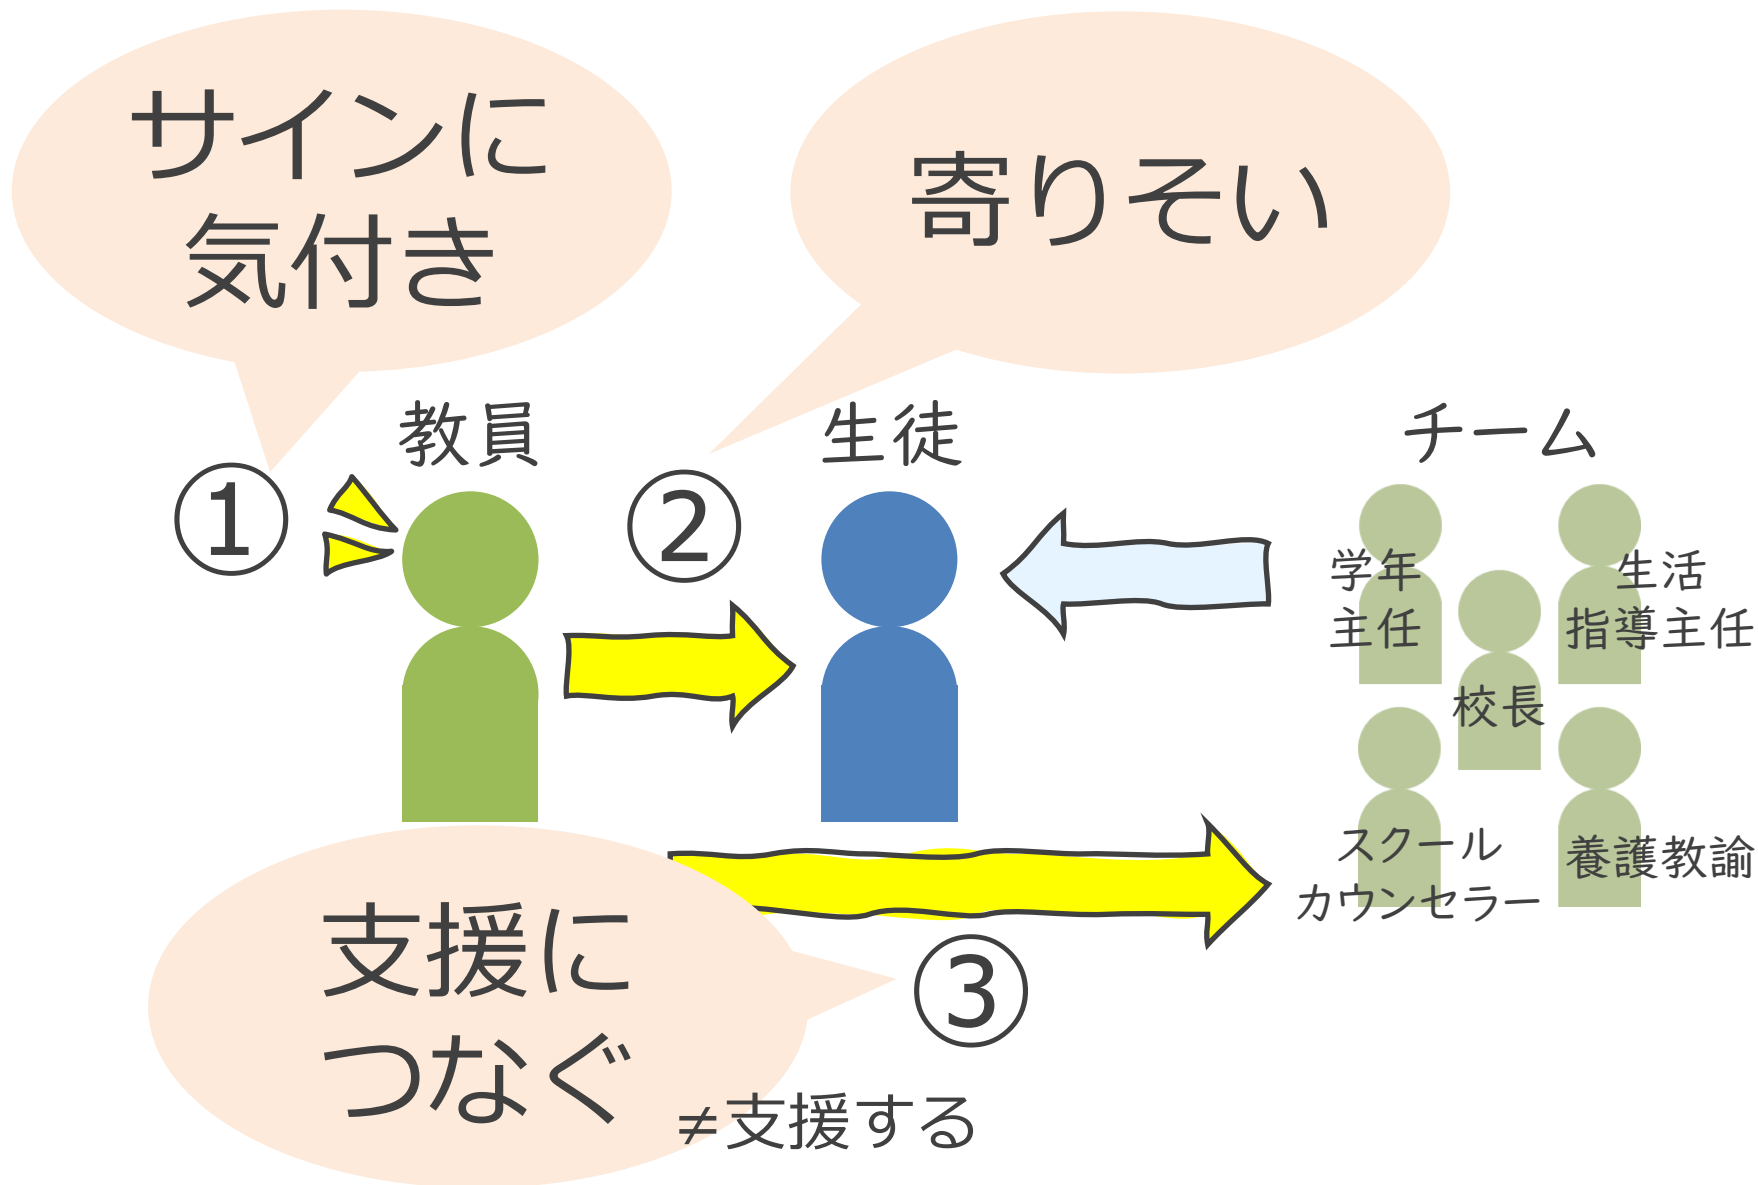 サインに
気付き
寄りそい
教員
生徒
チーム
①
②
学年
主任
生活
指導主任
校長
スクール
カウンセラー
養護教諭
支援に
つなぐ
③
≠支援する